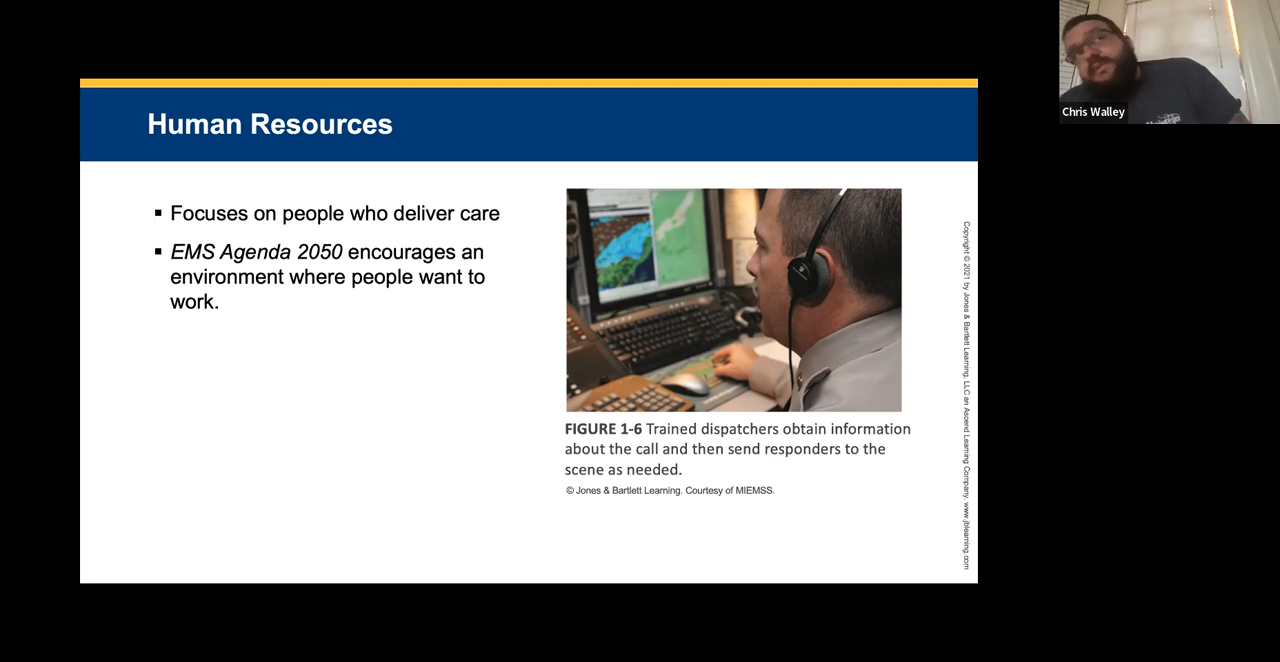 Human Resources
Chris Walley
▪ Focuses on people who deliver care
▪ EMS Agenda 2050 encourages an
environment where people want to
work.
FIGURE 1-6 Trained dispatchers obtain information
about the call and then send responders to the
scene as needed.
© Jones & Bartlett Learning. Courtesy of MIEMSS.
Copyright © 2021 by Jones & Bartlett Learning, LLC an Ascend Learning Company. www.jblearning.com